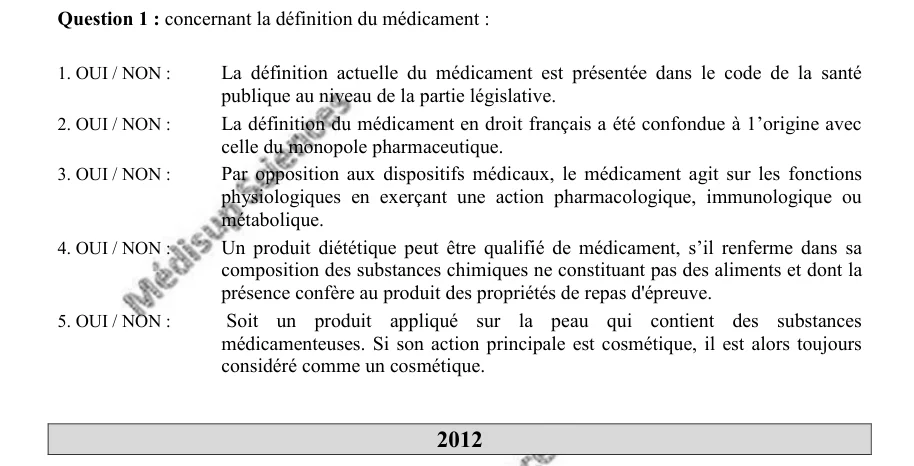 Question 1 : concernant la définition du médicament :
1. OUI / NON : La définition actuelle du médicament est présentée dans le code de la santé
publique au niveau de la partie législative.
2. OUI / NON : La définition du médicament en droit français a été confondue à l'origine avec
celle du monopole pharmaceutique.
3. OUI / NON : Par opposition aux dispositifs médicaux, le médicament agit sur les fonctions
physiologiques en exerçant une action pharmacologique, immunologique ou
métabolique.
4. OUI / NON : Un produit diététique peut être qualifié de médicament, s'il renferme dans sa
composition des substances chimiques ne constituant pas des aliments et dont la
présence confère au produit des propriétés de repas d'épreuve.
5. OUI / NON : Soit un produit appliqué sur la peau qui contient des substances
médicamenteuses. Si son action principale est cosmétique, il est alors toujours
considéré comme un cosmétique.
Médisup Sciences
2012